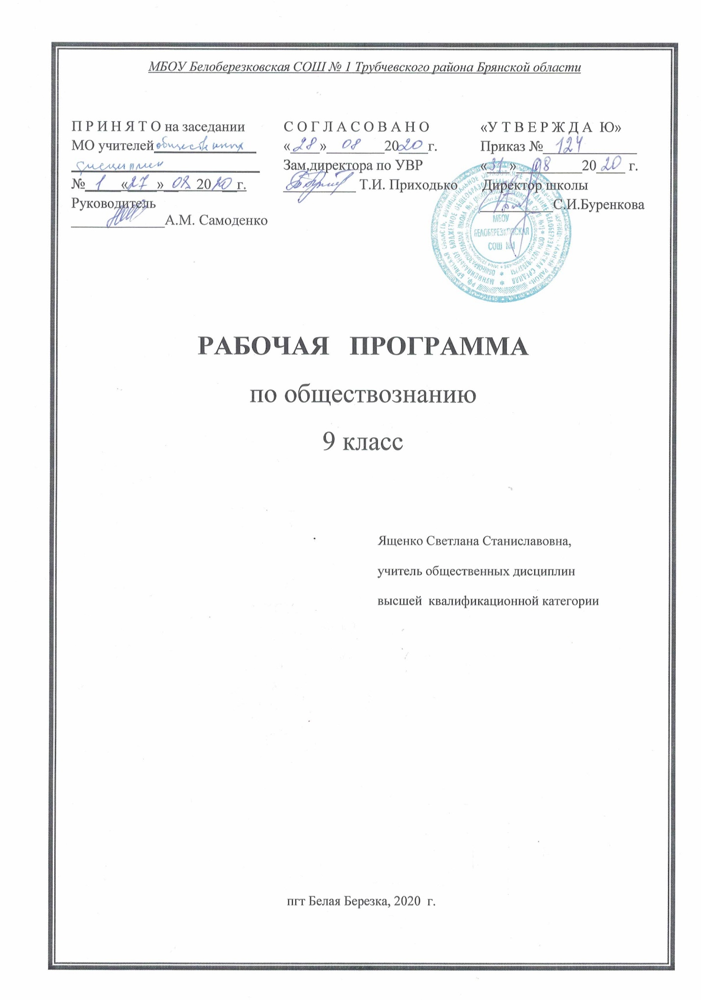 МБОУ Белоберезковская СОШ № 1 Трубчевского района Брянской области
П Р И Н Я Т О на заседании
МО учителей общественных
дисциплин
№ 1 «27» 08 2020 г.
Руководитель
А.М. Самоденко
С О Г Л А С О В А Н О
«28» 08 2020 г.
Зам.директора по УВР
Т.И. Приходько
«У Т В Е Р Ж Д А Ю»
Приказ № 124
«31» 08 2020 г.
Директор школы
С.И.Буренкова
МБОУ
БЕЛОБЕРЕЗКОВСКАЯ
СОШ №1
РАБОЧАЯ ПРОГРАММА
по обществознанию
9 класс
Ященко Светлана Станиславовна,
учитель общественных дисциплин
высшей квалификационной категории
пгт Белая Березка, 2020 г.